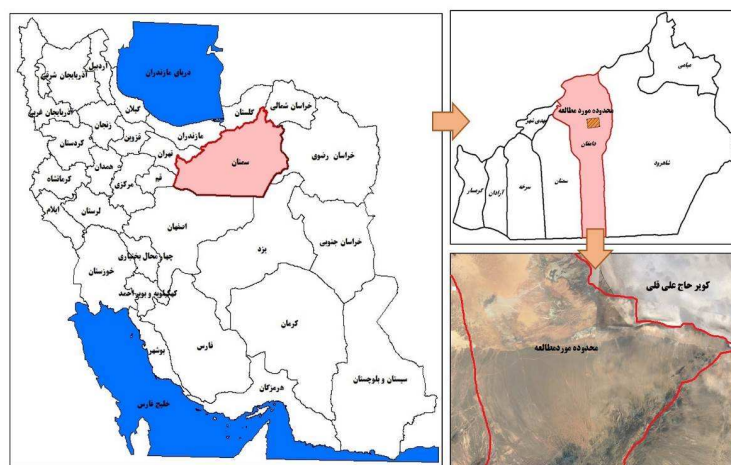 دریای مازندران
اردبیل
آذربایجان شرقی
آذربایجان غربی
گیلان
گلستان
خراسان شمالی
زنجان
مازندران
کردستان
قزوین
تهران
سمنان
خراسان رضوی
همدان
کرمانشاه
مرکزی
قم
ایلام
لرستان
اصفهان
خراسان جنوبی
یزد
چهارمحال بختیاری
خوزستان
کهگیلویه و بویر احمد
کرمان
فارس
بوشهر
سیستان و بلوچستان
هرمزگان
خلیج فارس
میامی
محدوده مورد مطالعه
مهدی شهر
دامغان
شاهرود
سمنان
سرخه
آرادان
گرمسار
کویر حاج علی قلی
محدوده موردمطالعه